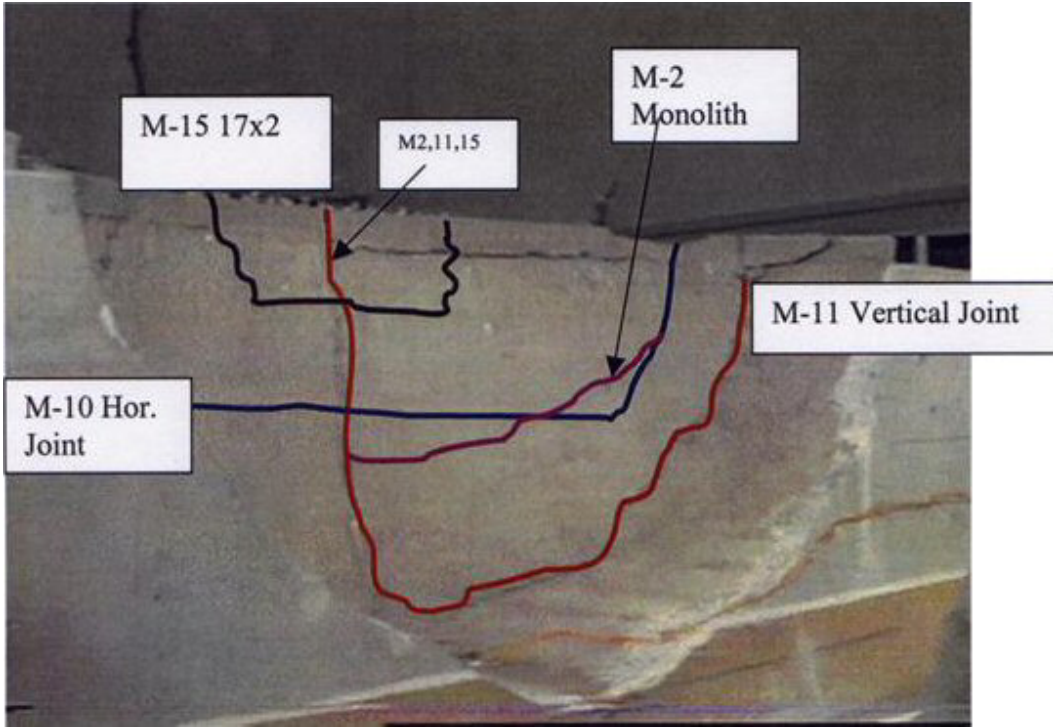 M-2
Monolith
M-15 17x2
M2,11,15
M-11 Vertical Joint
M-10 Hor.
Joint